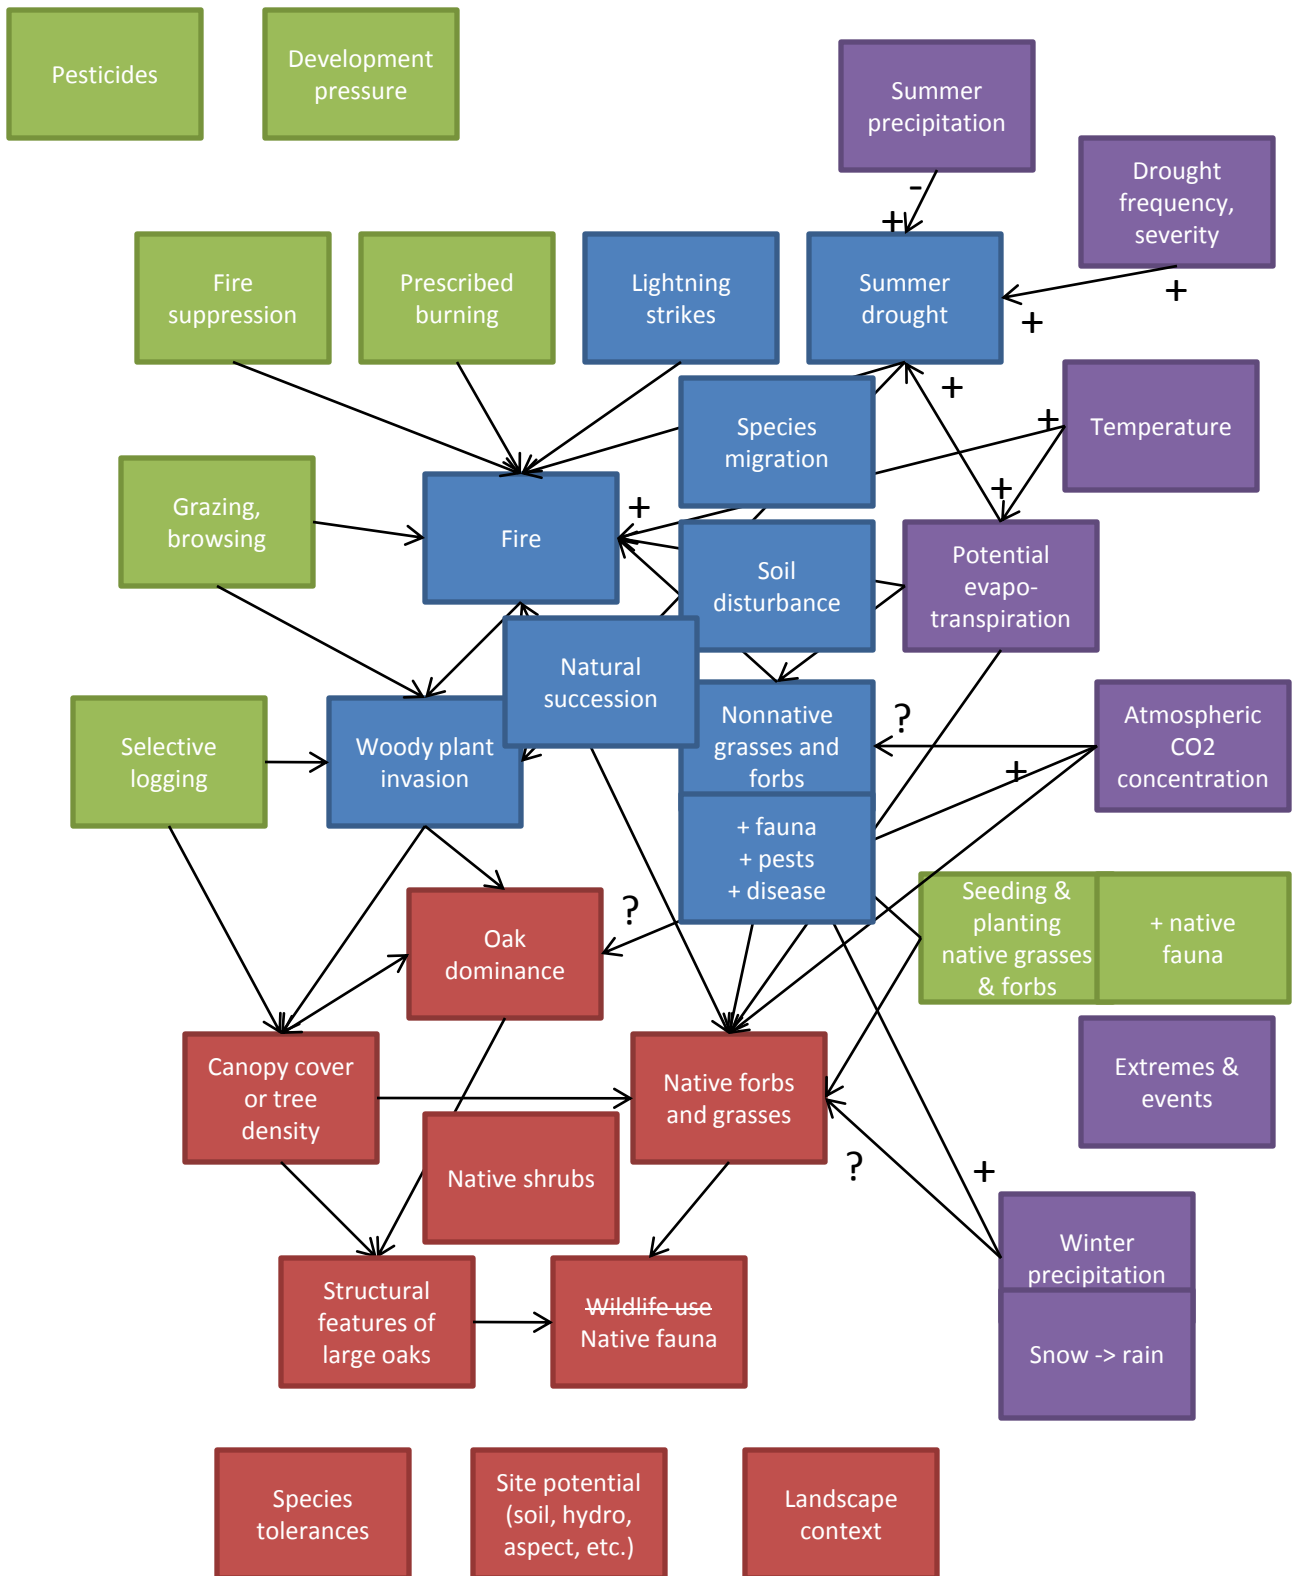 Pesticides
Development
pressure
Summer
precipitation
Drought
frequency,
severity
-
+
Fire
suppression
Prescribed
burning
Lightning
strikes
Summer
drought
+
+
+
Species
migration
+
Temperature
Grazing,
browsing
Fire
+
+
Soil
disturbance
Potential
evapo-
transpiration
Natural
succession
Selective
logging
Woody plant
invasion
Nonnative
grasses and
forbs
?
+
Atmospheric
CO2
concentration
+ fauna
+ pests
+ disease
Seeding &
planting
native grasses
& forbs
+ native
fauna
Oak
dominance
?
Canopy cover
or tree
density
Native forbs
and grasses
Extremes &
events
Native shrubs
?
+
Winter
precipitation
Snow -> rain
Structural
features of
large oaks
Wildlife use
Native fauna
Species
tolerances
Site potential
(soil, hydro,
aspect, etc.)
Landscape
context